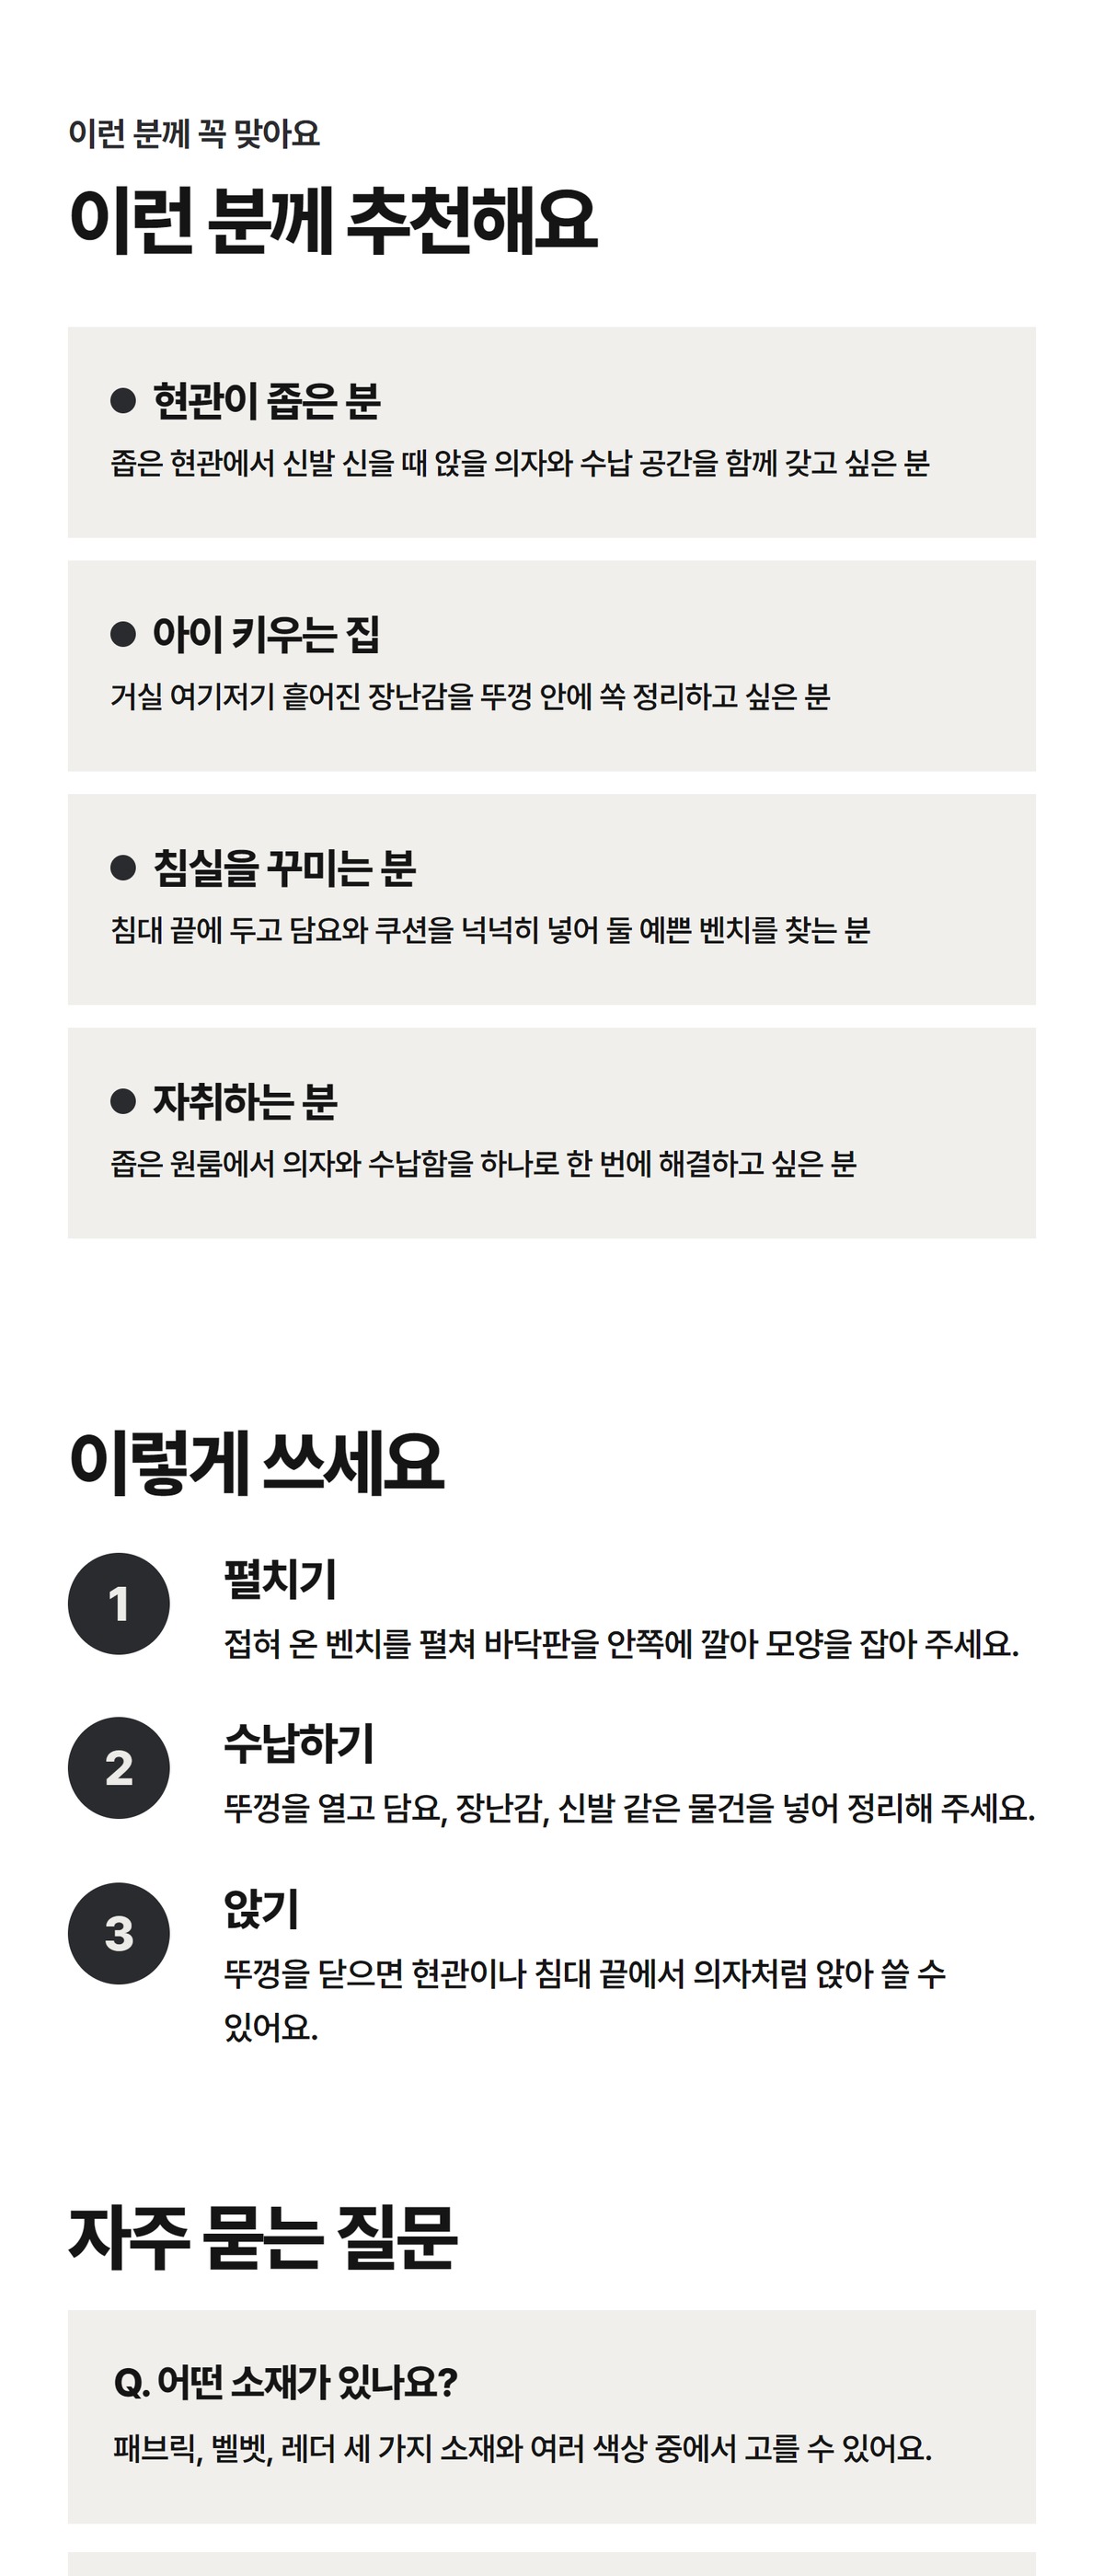 이런 분께 꼭 맞아요
이런 분께 추천해요
현관이 좁은 분
좁은 현관에서 신발 신을 때 앉을 의자와 수납 공간을 함께 갖고 싶은 분
아이 키우는 집
거실 여기저기 흩어진 장난감을 뚜껑 안에 쏙 정리하고 싶은 분
침실을 꾸미는 분
침대 끝에 두고 담요와 쿠션을 넉넉히 넣어 둘 예쁜 벤치를 찾는 분
자취하는 분
좁은 원룸에서 의자와 수납함을 하나로 한 번에 해결하고 싶은 분
이렇게 쓰세요
1
펼치기
접혀 온 벤치를 펼쳐 바닥판을 안쪽에 깔아 모양을 잡아 주세요.
2
수납하기
뚜껑을 열고 담요, 장난감, 신발 같은 물건을 넣어 정리해 주세요.
3
앉기
뚜껑을 닫으면 현관이나 침대 끝에서 의자처럼 앉아 쓸 수
있어요.
자주 묻는 질문
Q. 어떤 소재가 있나요?
패브릭, 벨벳, 레더 세 가지 소재와 여러 색상 중에서 고를 수 있어요.